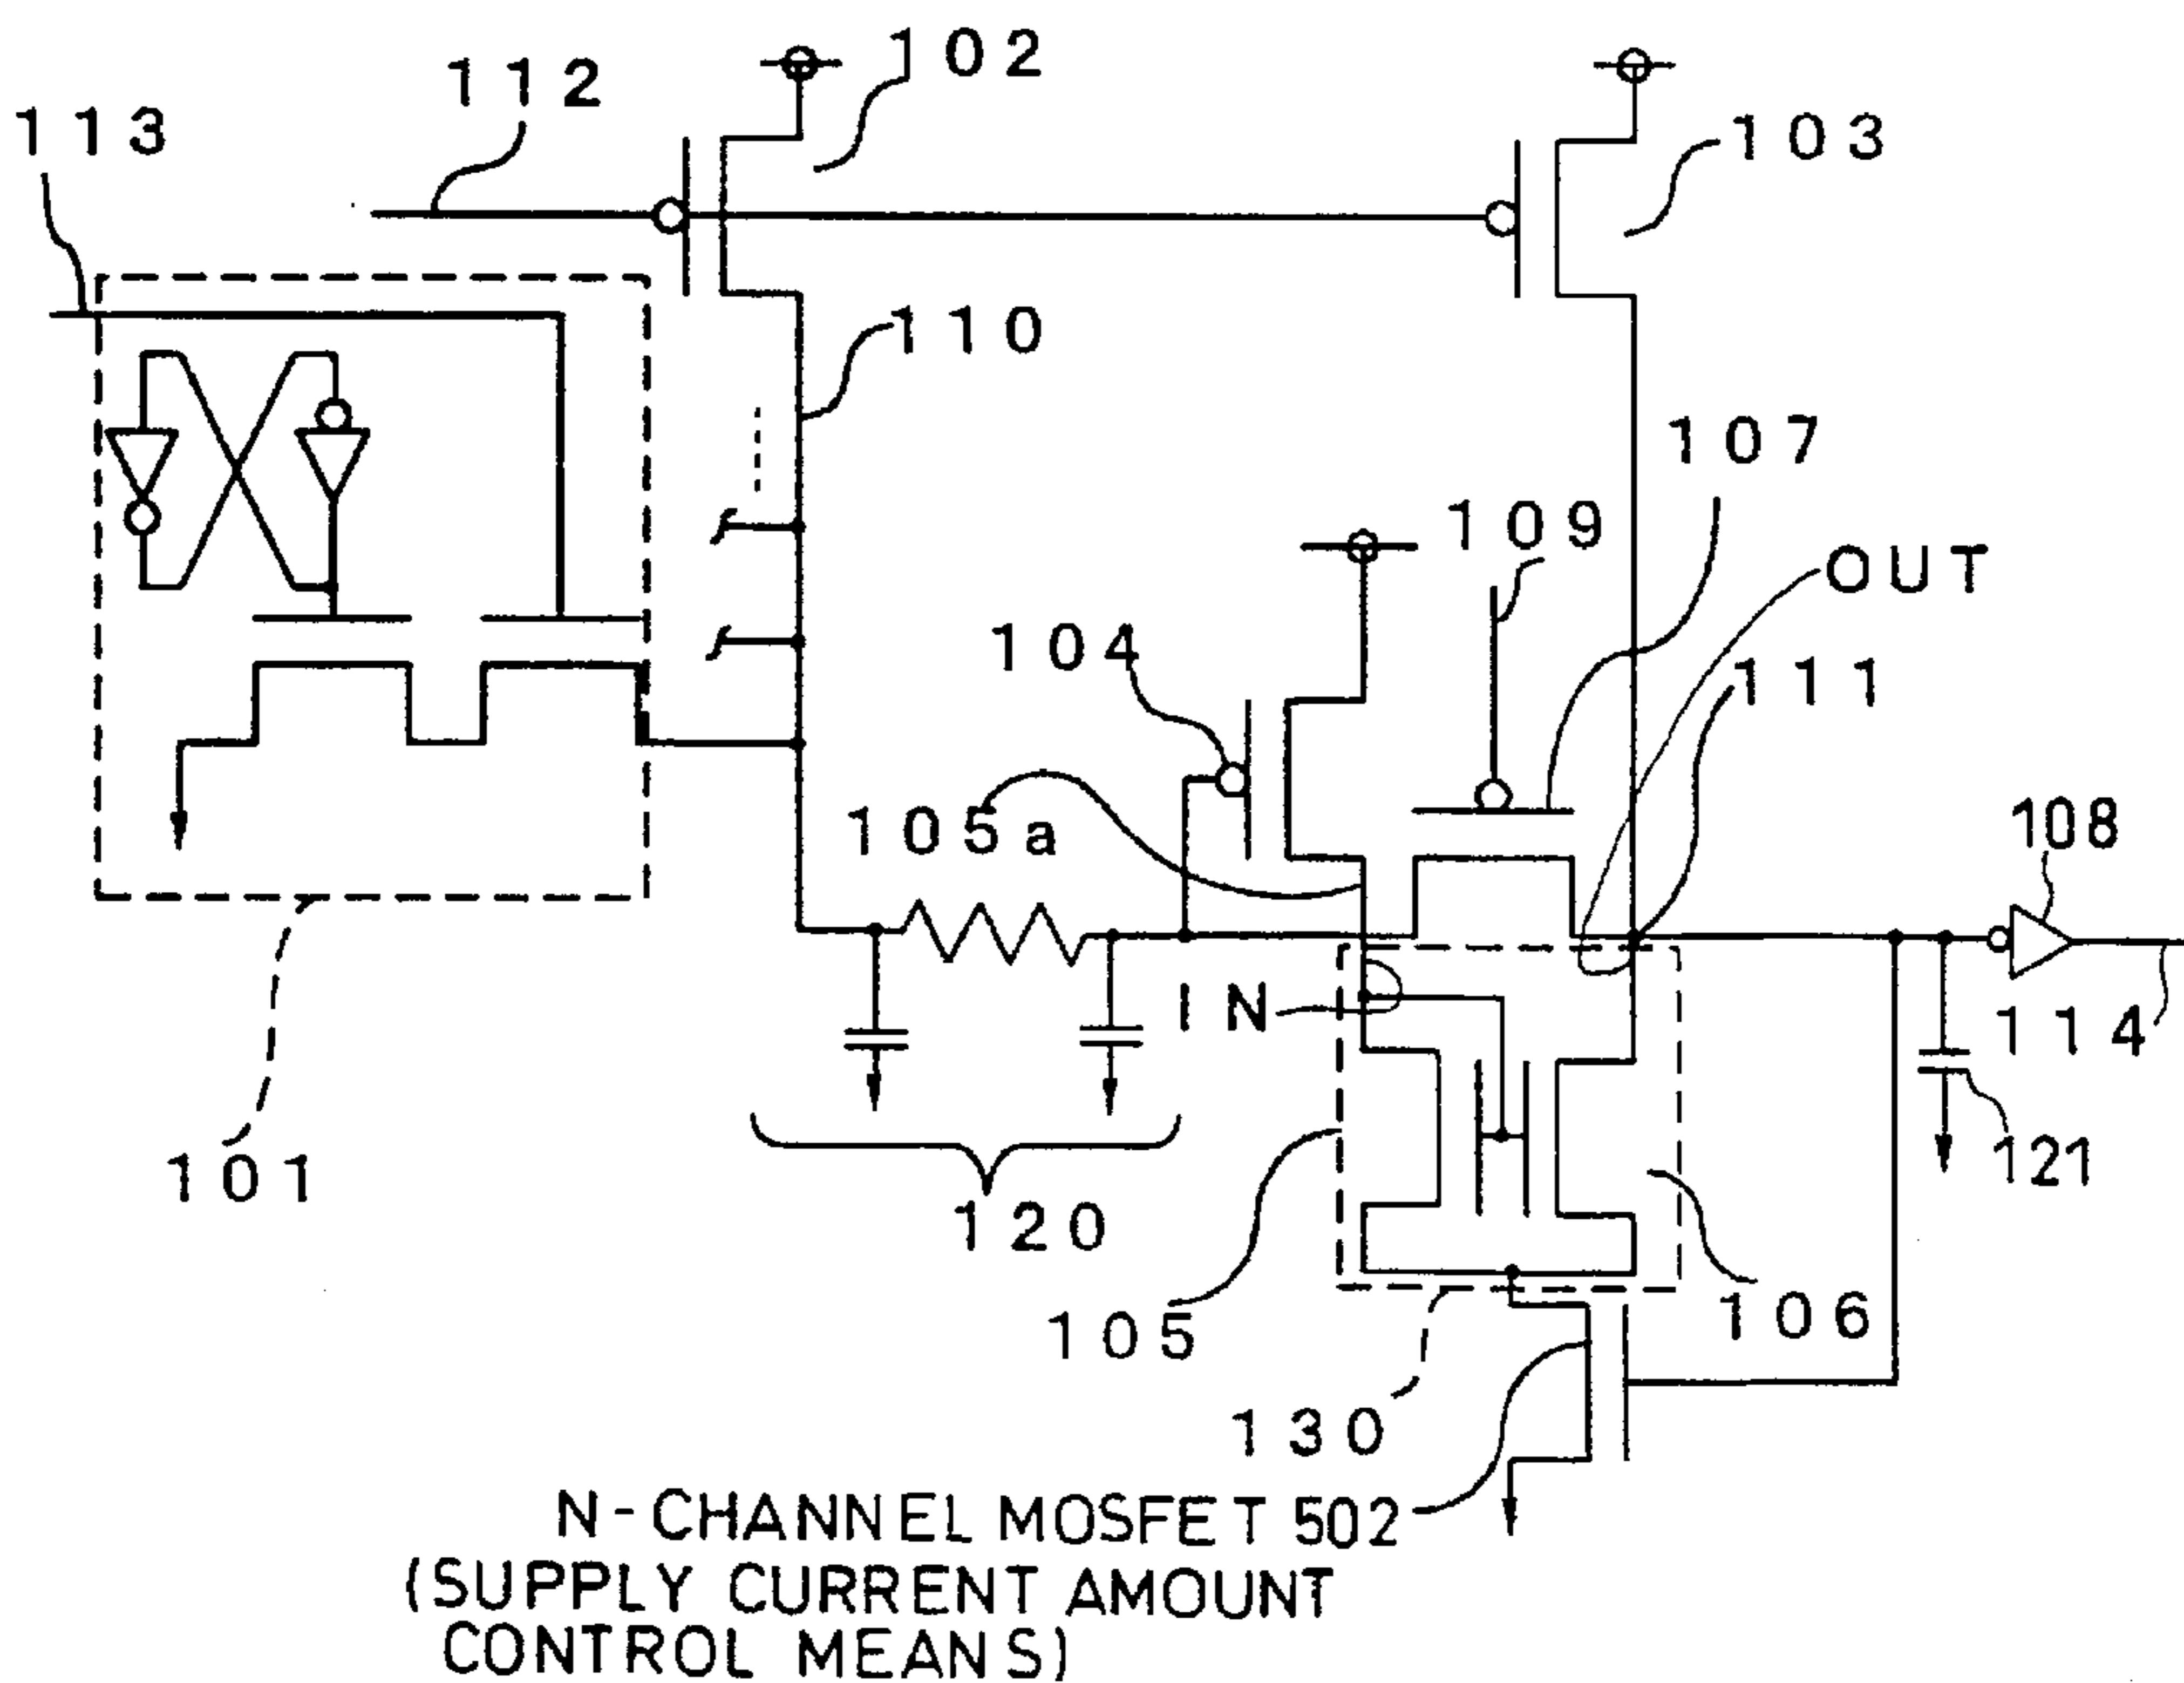 102
112
103
113
110
107
109
OUT
104
111
105a
108
IN
114
101
121
120
105
106
130
N-CHANNEL MOSFET 502
(SUPPLY CURRENT AMOUNT
CONTROL MEANS)